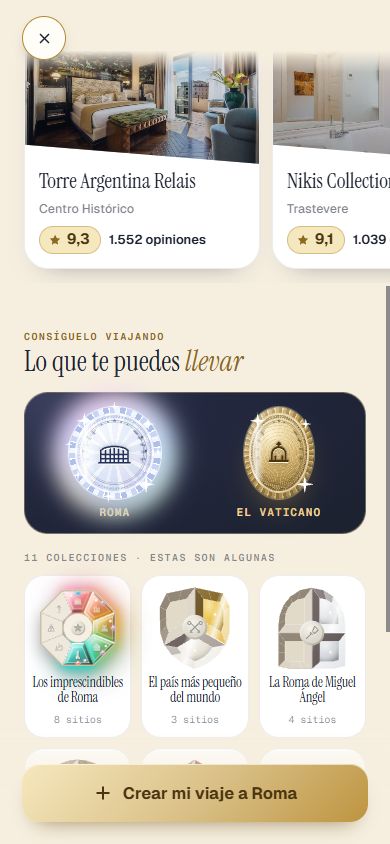 Torre Argentina Relais
Centro Histórico
9,3 1.552 opiniones
Nikis Collection
Trastevere
9,1 1.039
CONSÍGUELO VIAJANDO
Lo que te puedes llevar
ROMA
EL VATICANO
11 COLECCIONES · ESTAS SON ALGUNAS
Los imprescindibles
de Roma
8 sitios
El país más pequeño
del mundo
3 sitios
La Roma de Miguel
Ángel
4 sitios
Crear mi viaje a Roma